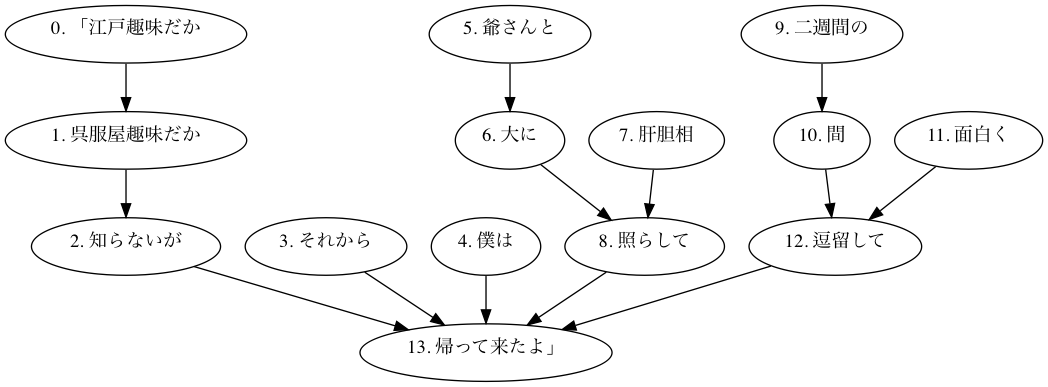 0. 「江戸趣味だか
5. 爺さんと
9. 二週間の
1. 呉服屋趣味だか
6. 大に
7. 肝胆相
10. 間
11. 面白く
2. 知らないが
3. それから
4. 僕は
8. 照らして
12. 逗留して
13. 帰って来たよ」